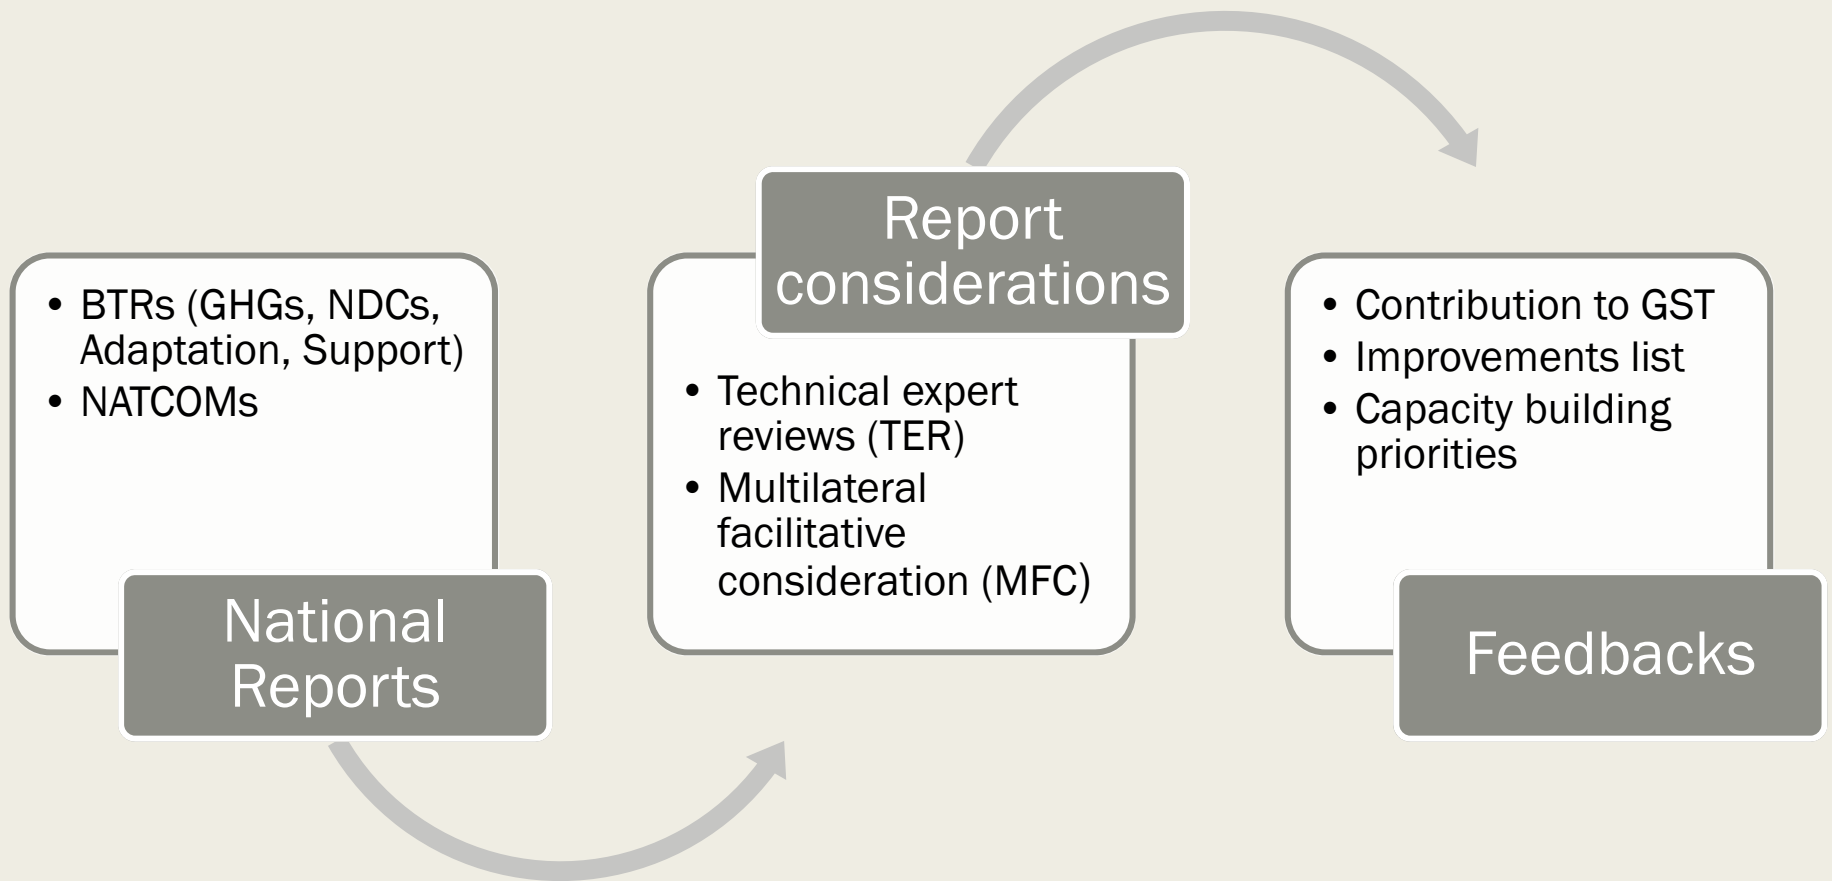 • BTRs (GHGs, NDCs,
Adaptation, Support)
• NATCOMs
National
Reports
Report
considerations
• Technical expert
reviews (TER)
• Multilateral
facilitative
consideration (MFC)
• Contribution to GST
• Improvements list
• Capacity building
priorities
Feedbacks